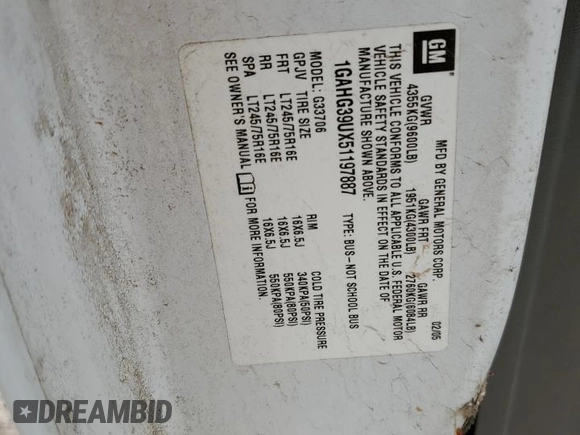 GM
MFD BY GENERAL MOTORS CORP. 02/05
GVWR GAWR FRT GAWR RR
4355KG(9600LB) 1951KG(4300LB) 2760KG(6084LB)
THIS VEHICLE CONFORMS TO ALL APPLICABLE U.S. FEDERAL MOTOR
VEHICLE SAFETY STANDARDS IN EFFECT ON THE DATE OF
MANUFACTURE SHOWN ABOVE.
1GAHG39UX51197887 TYPE: BUS-NOT SCHOOL BUS
MODEL: G33706
GPJV TIRE SIZE RIM COLD TIRE PRESSURE
FRT LT245/75R16E 16X6.5J 340KPA(50PSI)
RR LT245/75R16E 16X6.5J 550KPA(80PSI)
SPA LT245/75R16E 16X6.5J 550KPA(80PSI)
SEE OWNER'S MANUAL
DREAMBID